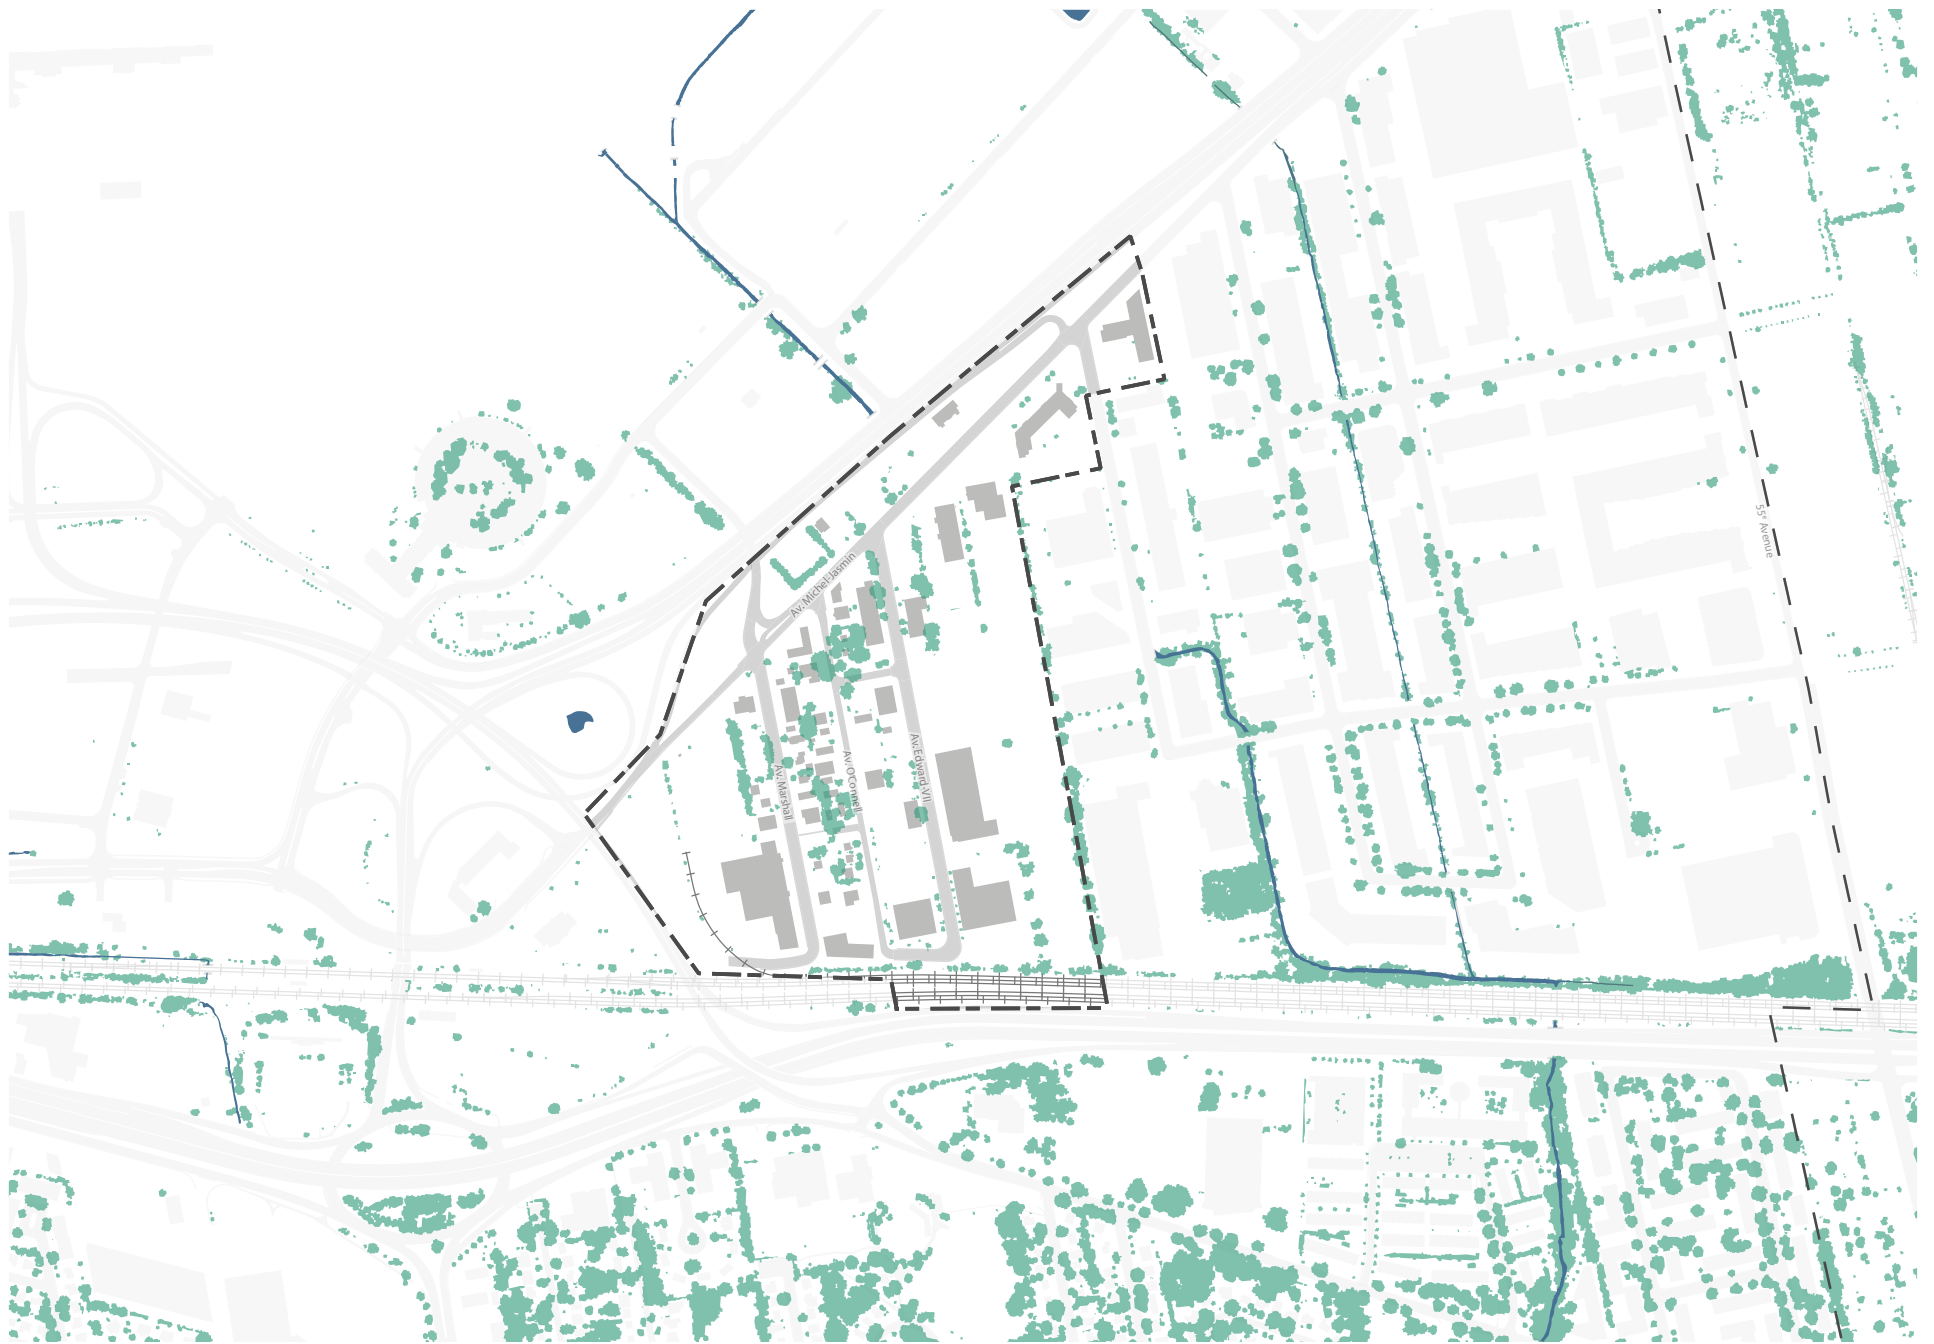 55e Avenue
Av. Michel-Jasmin
Av. Marshall
Av. O'Connell
Av. Edward-VII